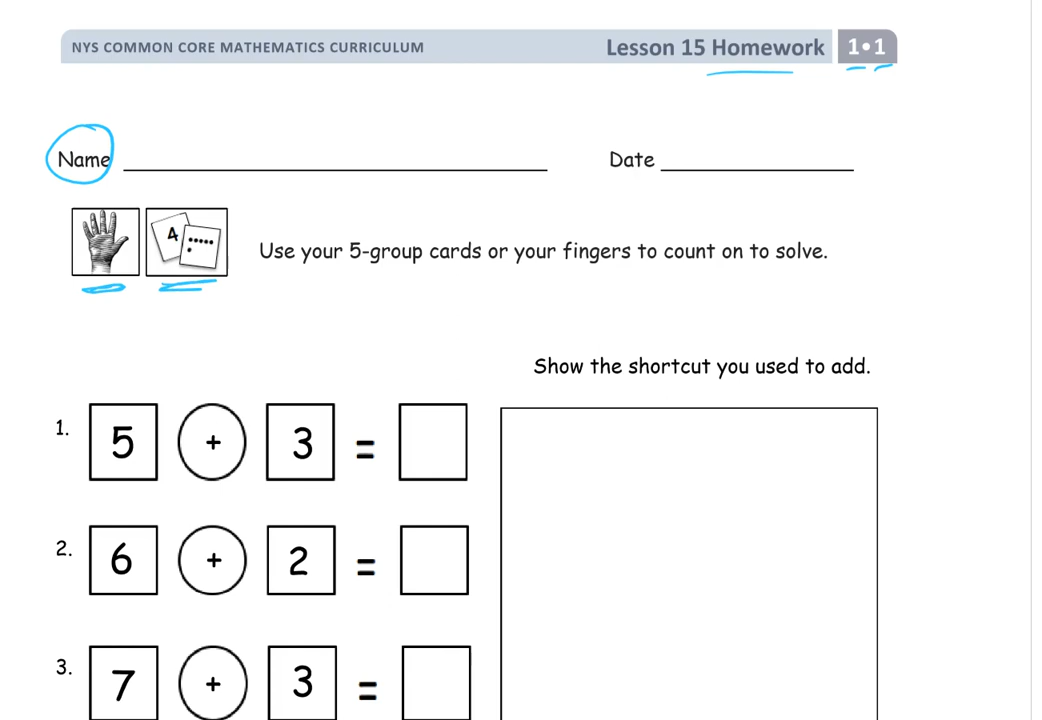 NYS COMMON CORE MATHEMATICS CURRICULUM Lesson 15 Homework 1•1
Name Date
4 Use your 5-group cards or your fingers to count on to solve.
Show the shortcut you used to add.
1. 5 + 3 =
2. 6 + 2 =
3. 7 + 3 =